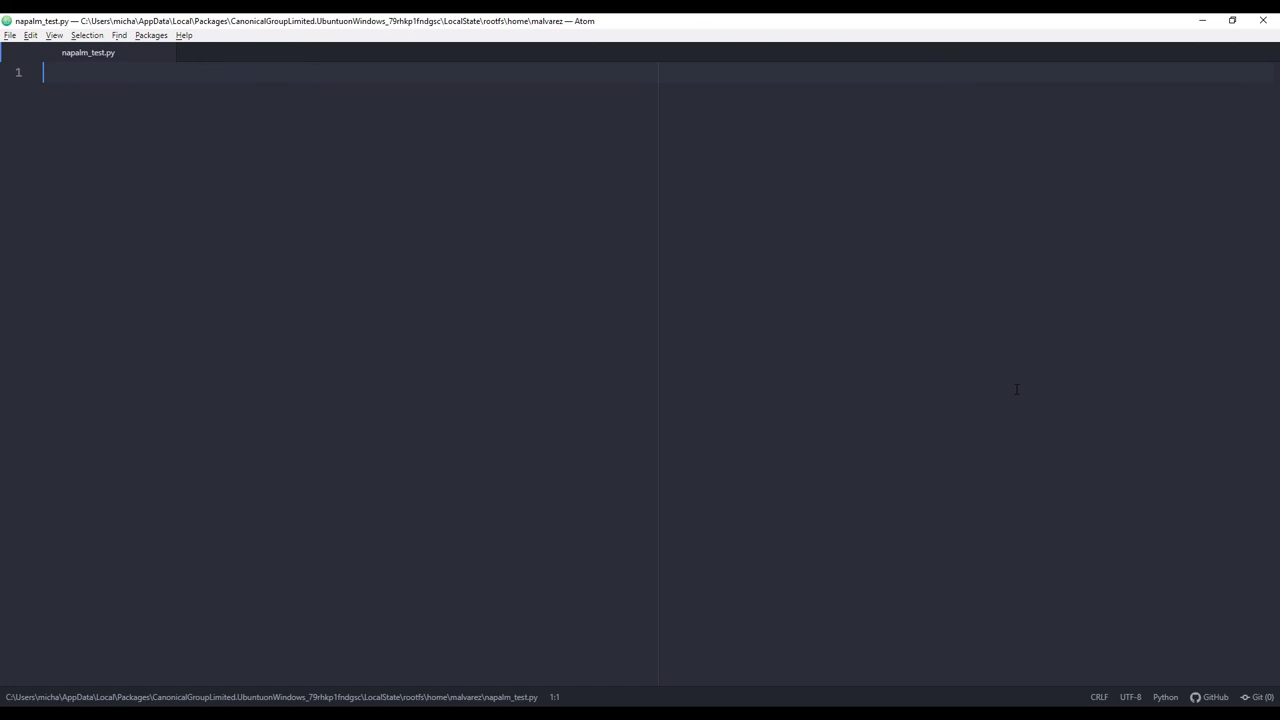 napalm_test.py — C:\Users\micha\AppData\Local\Packages\CanonicalGroupLimited.UbuntuonWindows_79rhkp1fndgsc\LocalState\rootfs\home\malvarez — Atom
File Edit View Selection Find Packages Help
napalm_test.py
1
C:\Users\micha\AppData\Local\Packages\CanonicalGroupLimited.UbuntuonWindows_79rhkp1fndgsc\LocalState\rootfs\home\malvarez\napalm_test.py 1:1 CRLF UTF-8 Python GitHub Git (0)